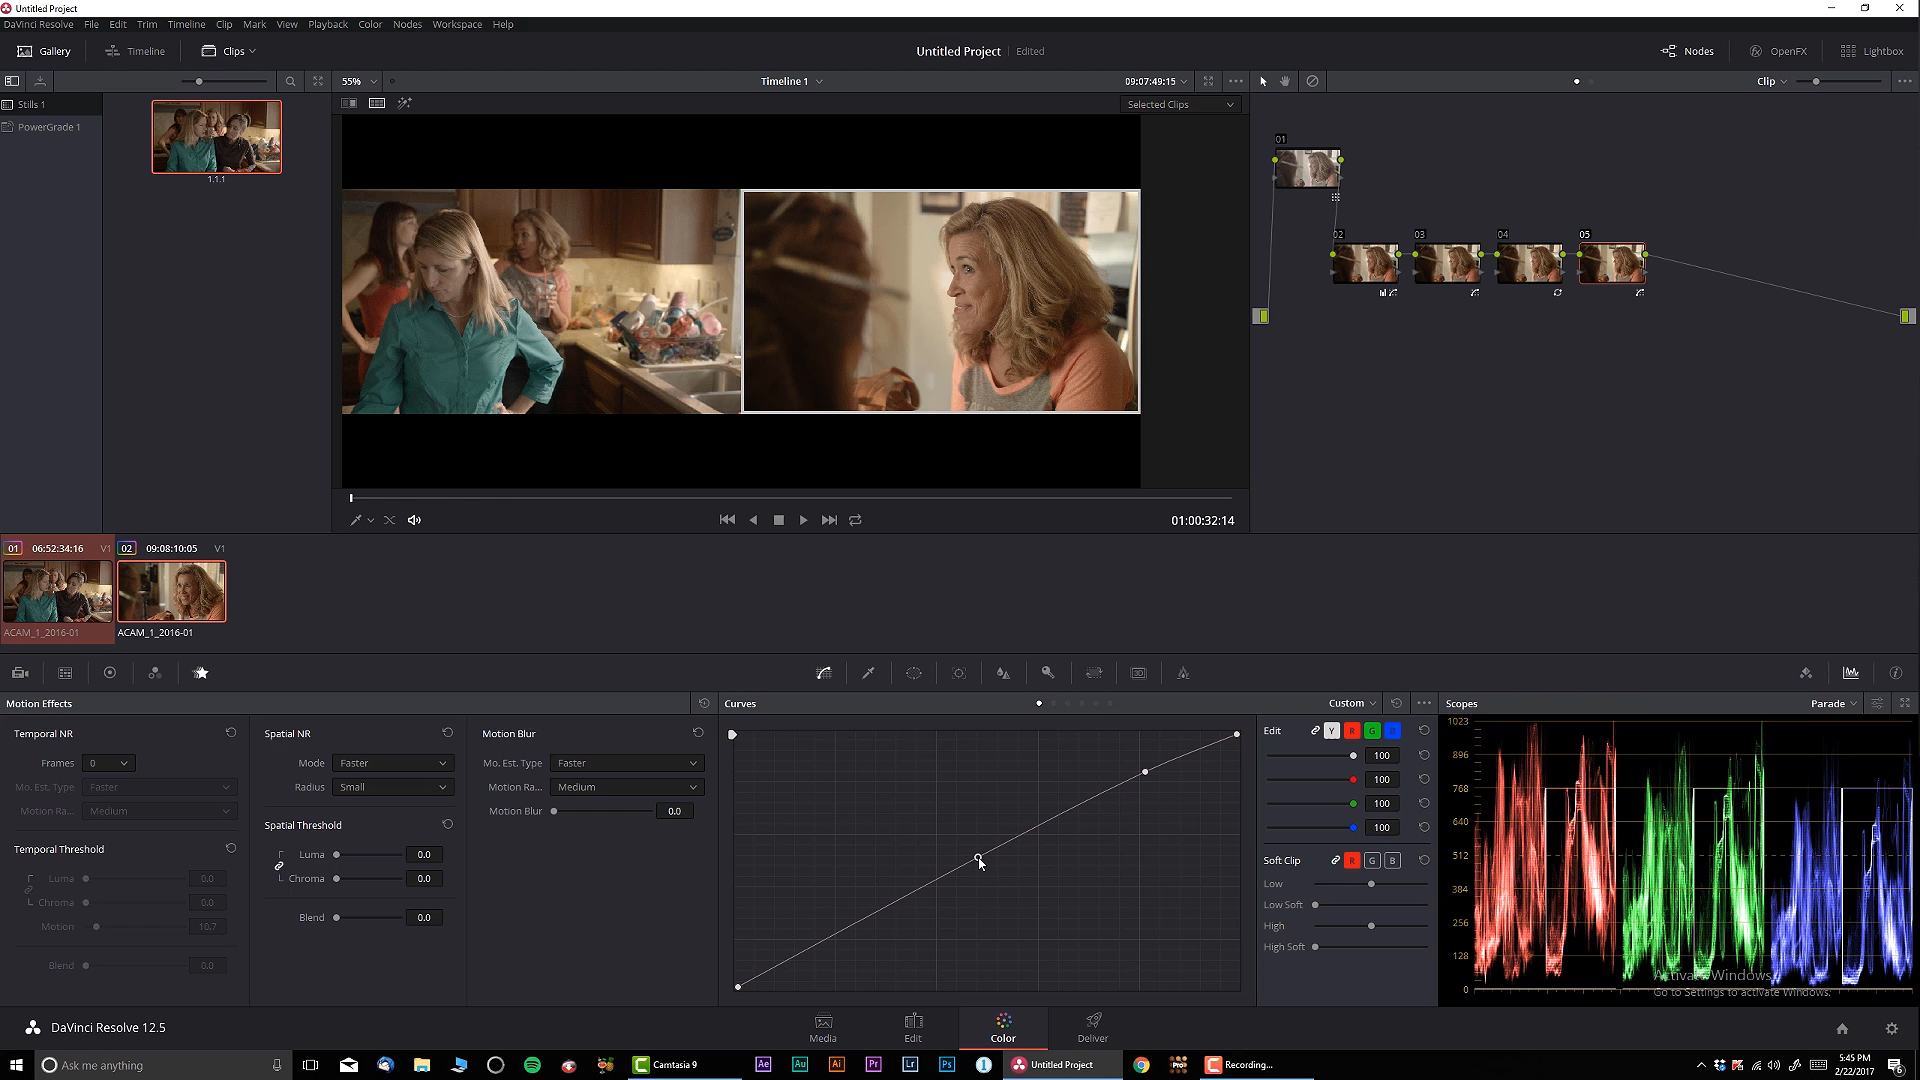 Untitled Project
DaVinci Resolve File Edit Trim Timeline Clip Mark View Playback Color Nodes Workspace Help
Gallery Timeline Clips Untitled Project Edited Nodes OpenFX Lightbox
55% Timeline 1 09:07:49:15 Clip
Stills 1
Selected Clips
PowerGrade 1
1.1.1
01
02 03 04 05
01:00:32:14
01 06:52:34:16 V1 02 09:08:10:05 V1
ACAM_1_2016-01 ACAM_1_2016-01
Motion Effects Curves Custom Scopes Parade
Temporal NR Spatial NR Motion Blur Edit Y R G B
Frames 0 Mode Faster Mo. Est. Type Faster 100
Mo. Est. Type Faster Radius Small Motion Ra... Medium 100
Motion Ra... Medium Motion Blur 0.0 100
Spatial Threshold 100
Temporal Threshold Luma 0.0 Soft Clip R G B
Luma 0.0 Chroma 0.0 Low
Chroma 0.0 Low Soft
Motion 10.7 Blend 0.0 High
Blend 0.0 High Soft
1023
896
768
640
512
384
256
128
0
Activate Windows
Go to Settings to activate Windows.
DaVinci Resolve 12.5 Media Edit Color Deliver
Ask me anything Camtasia 9 Ae Au Ai Pr Lr Ps Untitled Project Recording... 5:45 PM
2/22/2017